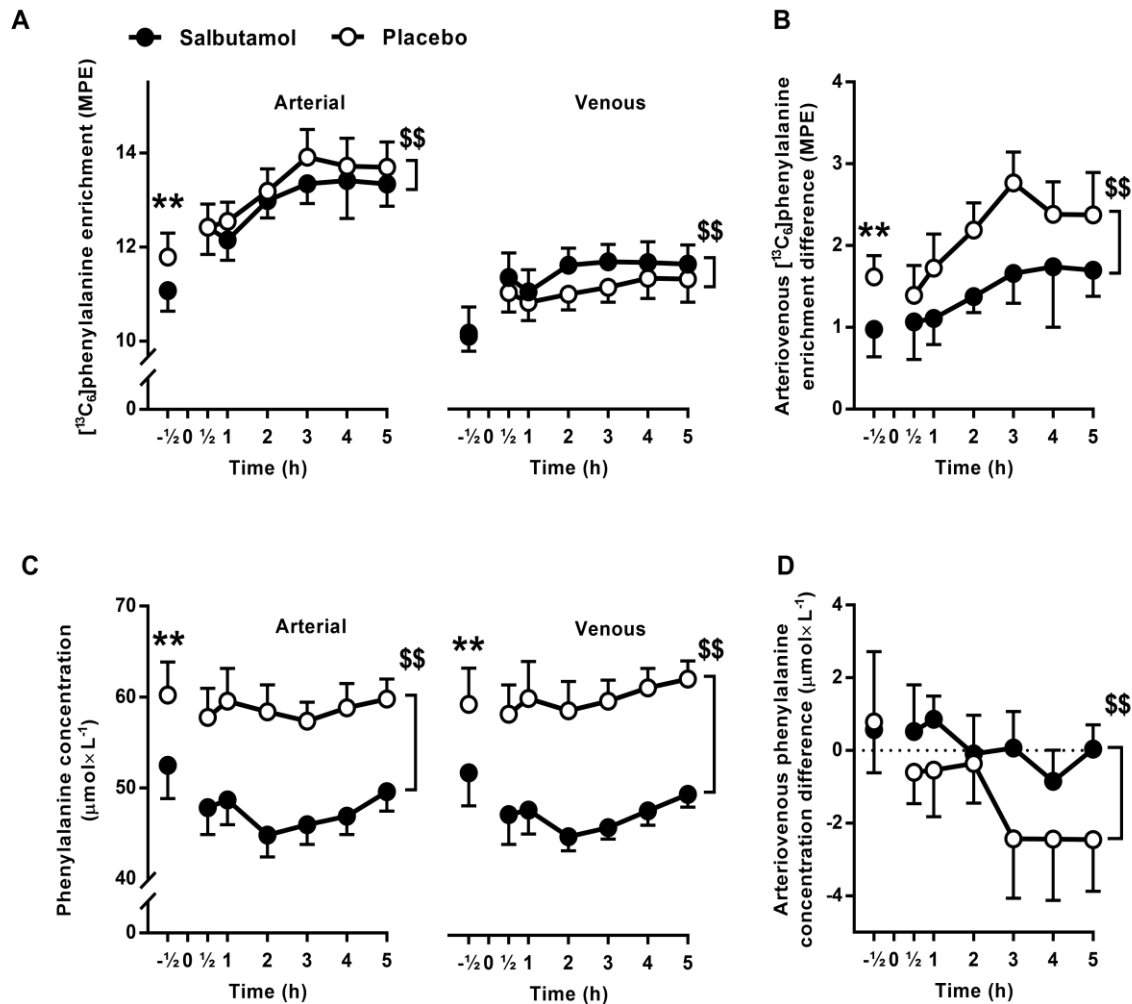 A
Salbutamol Placebo
B
[¹³C₆]phenylalanine enrichment (MPE)
Arterial
Venous
14
12
10
0
**
$$
$$
-½ 0 ½ 1 2 3 4 5
Time (h)
-½ 0 ½ 1 2 3 4 5
Time (h)
Arteriovenous [¹³C₆]phenylalanine
enrichment difference (MPE)
4
3
2
1
0
**
$$
-½ 0 ½ 1 2 3 4 5
Time (h)
C
Phenylalanine concentration
(μmol×L⁻¹)
70
60
50
40
0
**
Arterial
$$
**
Venous
$$
-½ 0 ½ 1 2 3 4 5
Time (h)
-½ 0 ½ 1 2 3 4 5
Time (h)
D
Arteriovenous phenylalanine
concentration difference (μmol×L⁻¹)
4
2
0
-2
-4
$$
-½ 0 ½ 1 2 3 4 5
Time (h)